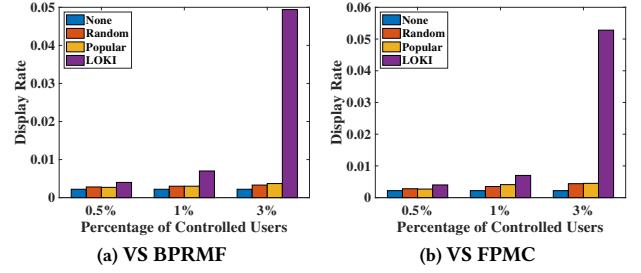 0.05
0.04
0.03
0.02
0.01
0
Display Rate
None
Random
Popular
LOKI
0.5% 1% 3%
Percentage of Controlled Users
(a) VS BPRMF
0.06
0.05
0.04
0.03
0.02
0.01
0
Display Rate
None
Random
Popular
LOKI
0.5% 1% 3%
Percentage of Controlled Users
(b) VS FPMC